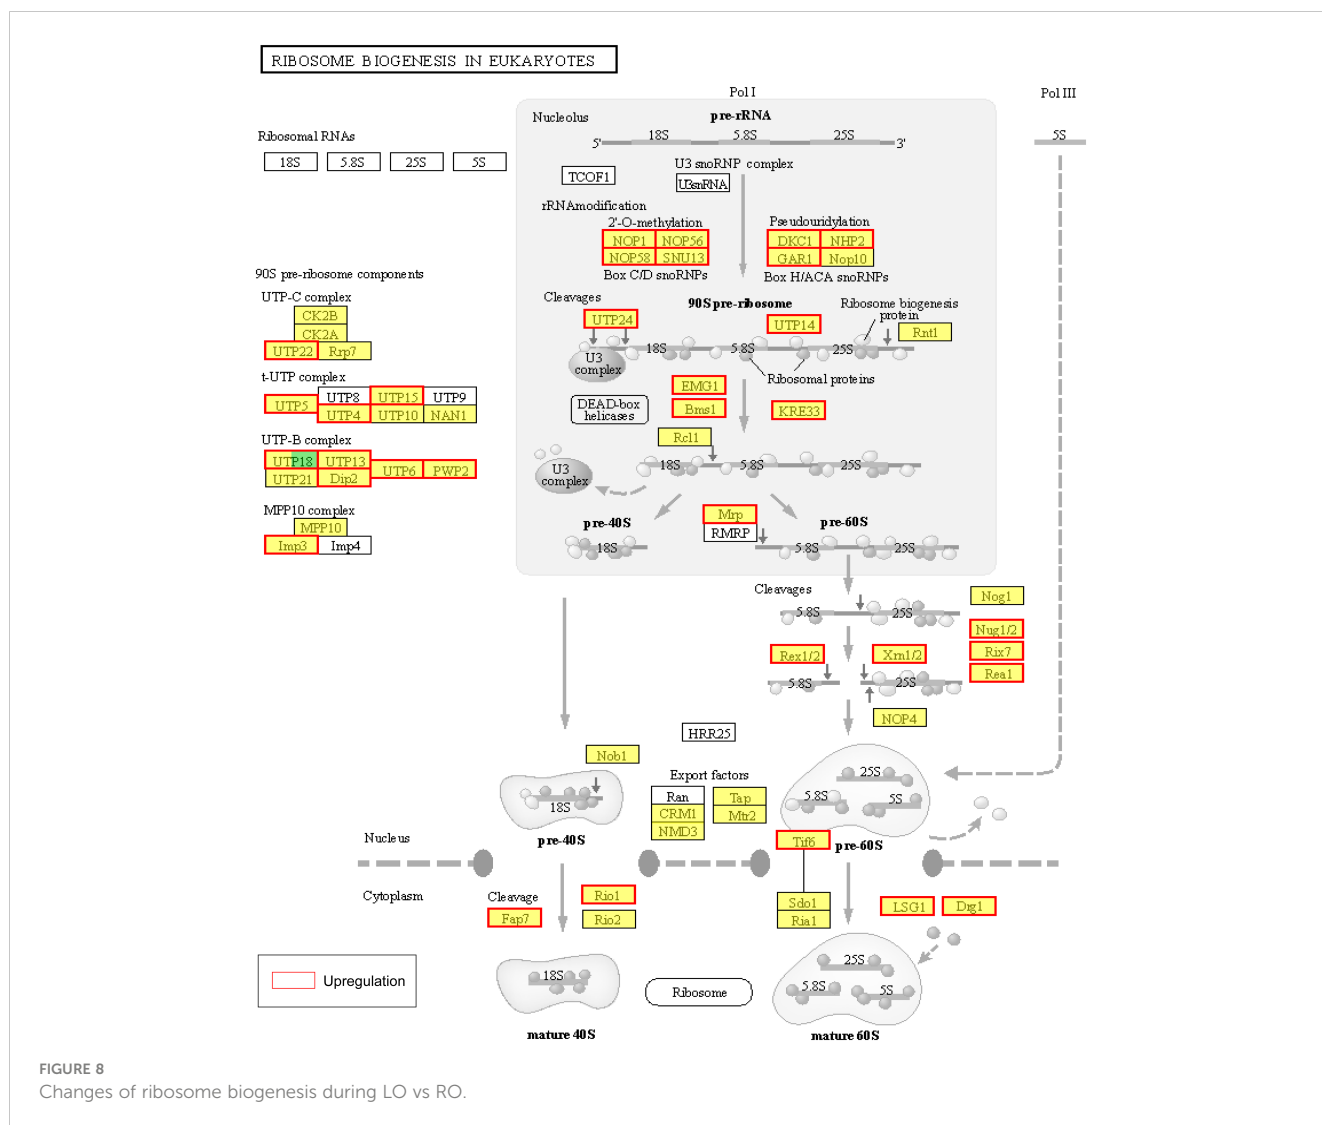 RIBOSOME BIOGENESIS IN EUKARYOTES
Pol I
Pol III
Nucleolus
pre-rRNA
Ribosomal RNAs
18S 5.8S 25S 5S
5' 18S 5.8S 25S 3'
5S
TCOF1
U3 snoRNP complex
U3snRNA
rRNAmodification
2'-O-methylation
NOP1 NOP56
NOP58 SNU13
Box C/D snoRNPs
Pseudouridylation
DKC1 NHP2
GAR1 Nop10
Box H/ACA snoRNPs
90S pre-ribosome components
UTP-C complex
CK2B
CK2A
UTP22 Rrp7
t-UTP complex
UTP8 UTP15 UTP9
UTP5
UTP4 UTP10 NAN1
UTP-B complex
UTP18 UTP13
UTP6 PWP2
UTP21 Dip2
MPP10 complex
MPP10
Imp3 Imp4
Cleavages
90S pre-ribosome
Ribosome biogenesis
protein
UTP24
UTP14
Rnt1
18S 5.8S 25S
U3
complex
Ribosomal proteins
EMG1
DEAD-box
helicases
Bms1
KRE33
Rcl1
18S 5.8S 25S
U3
complex
pre-40S
Mrp
RMRP
pre-60S
18S
5.8S 25S
Cleavages
Nog1
5.8S 25S
Nug1/2
Rix7
Rea1
Rex1/2
Xrn1/2
5.8S 25S
NOP4
HRR25
Nob1
Export factors
Ran
CRM1
NMD3
Tap
Mtr2
18S
25S
5.8S 5S
pre-40S
Tif6
pre-60S
Nucleus
Cytoplasm
Cleavage
Fap7
Rio1
Rio2
Sdo1
Ria1
LSG1 Drg1
Upregulation
18S
Ribosome
25S
5.8S 5S
mature 40S
mature 60S
FIGURE 8
Changes of ribosome biogenesis during LO vs RO.